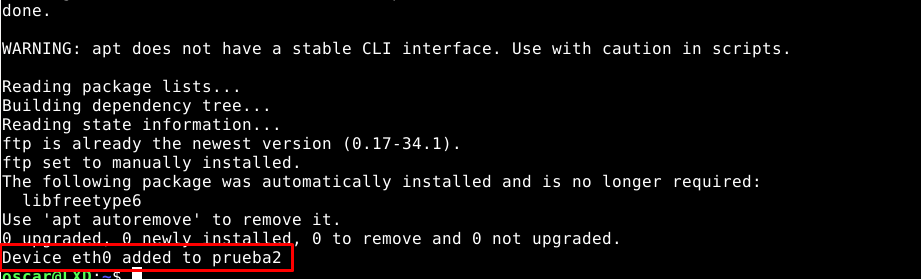 done.
WARNING: apt does not have a stable CLI interface. Use with caution in scripts.
Reading package lists...
Building dependency tree...
Reading state information...
ftp is already the newest version (0.17-34.1).
ftp set to manually installed.
The following package was automatically installed and is no longer required:
libfreetype6
Use 'apt autoremove' to remove it.
0 upgraded, 0 newly installed, 0 to remove and 0 not upgraded.
Device eth0 added to prueba2
oscar@LXD:~$